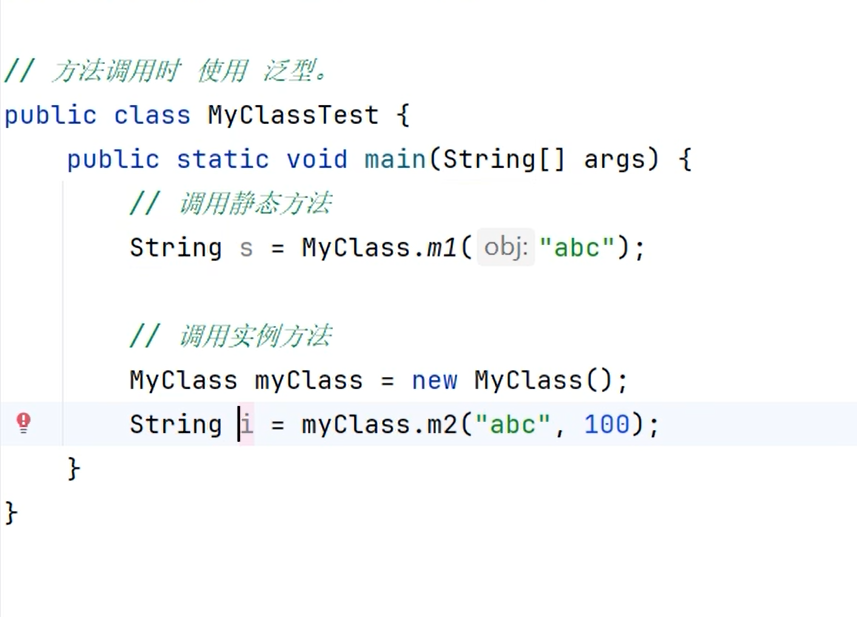 // 方法调用时 使用 泛型。
public class MyClassTest {
    public static void main(String[] args) {
        // 调用静态方法
        String s = MyClass.m1( obj: "abc");
        // 调用实例方法
        MyClass myClass = new MyClass();
        String i = myClass.m2("abc", 100);
    }
}